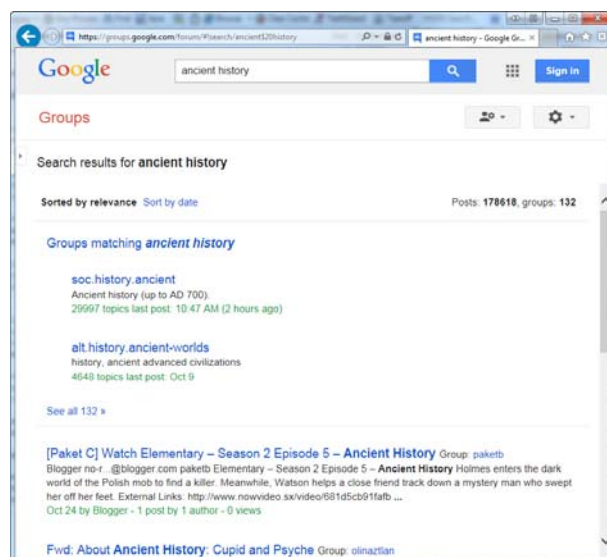 https://groups.google.com/forum/#!search/ancient%20history
ancient history - Google Gr...
Google
ancient history
Sign in
Groups
Search results for ancient history
Sorted by relevance Sort by date
Posts: 178618, groups: 132
Groups matching ancient history
soc.history.ancient
Ancient history (up to AD 700).
29997 topics last post: 10:47 AM (2 hours ago)
alt.history.ancient-worlds
history, ancient advanced civilizations
4648 topics last post: Oct 9
See all 132 »
[Paket C] Watch Elementary – Season 2 Episode 5 – Ancient History Group: paketb
Blogger no-r...@blogger.com paketb Elementary – Season 2 Episode 5 – Ancient History Holmes enters the dark
world of the Polish mob to find a killer. Meanwhile, Watson helps a close friend track down a mystery man who swept
her off her feet. External Links: http://www.nowvideo.sx/video/681d5cb91fafb ...
Oct 24 by Blogger - 1 post by 1 author - 0 views
Fwd: About Ancient History: Cupid and Psyche Group: olinaztlan